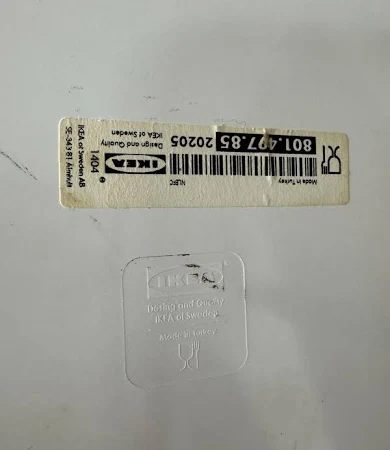 Made in Turkey
IKEA
Design and Quality
IKEA of Sweden
801.497.85 20205
1404
IKEA of Sweden AB
SE-343 81 Älmhult
IKEA
Design and Quality
IKEA of Sweden
Made in Turkey